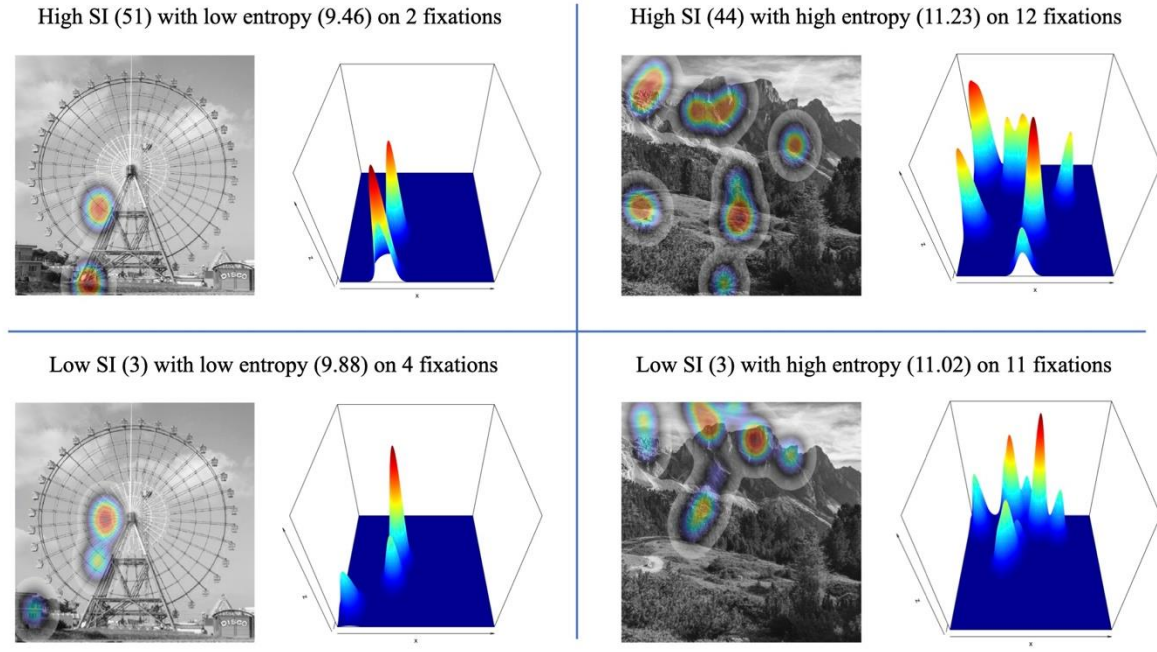 High SI (51) with low entropy (9.46) on 2 fixations
High SI (44) with high entropy (11.23) on 12 fixations
DISCO
z
x
z
x
Low SI (3) with low entropy (9.88) on 4 fixations
Low SI (3) with high entropy (11.02) on 11 fixations
DISCO
z
x
z
x